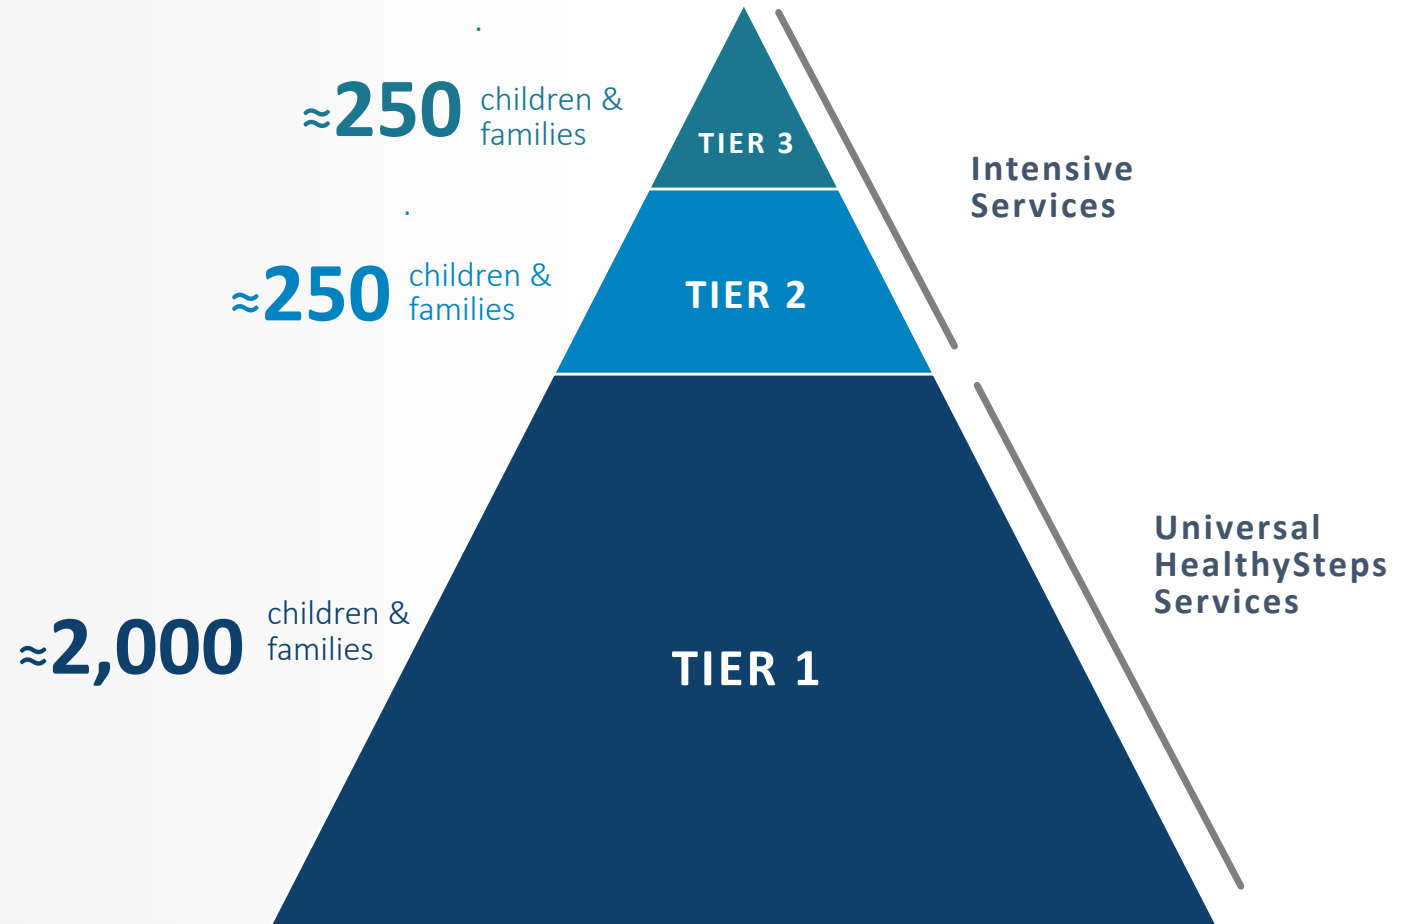 ≈250 children &
families
TIER 3
Intensive
Services
≈250 children &
families
TIER 2
Universal
HealthySteps
Services
≈2,000 children &
families
TIER 1